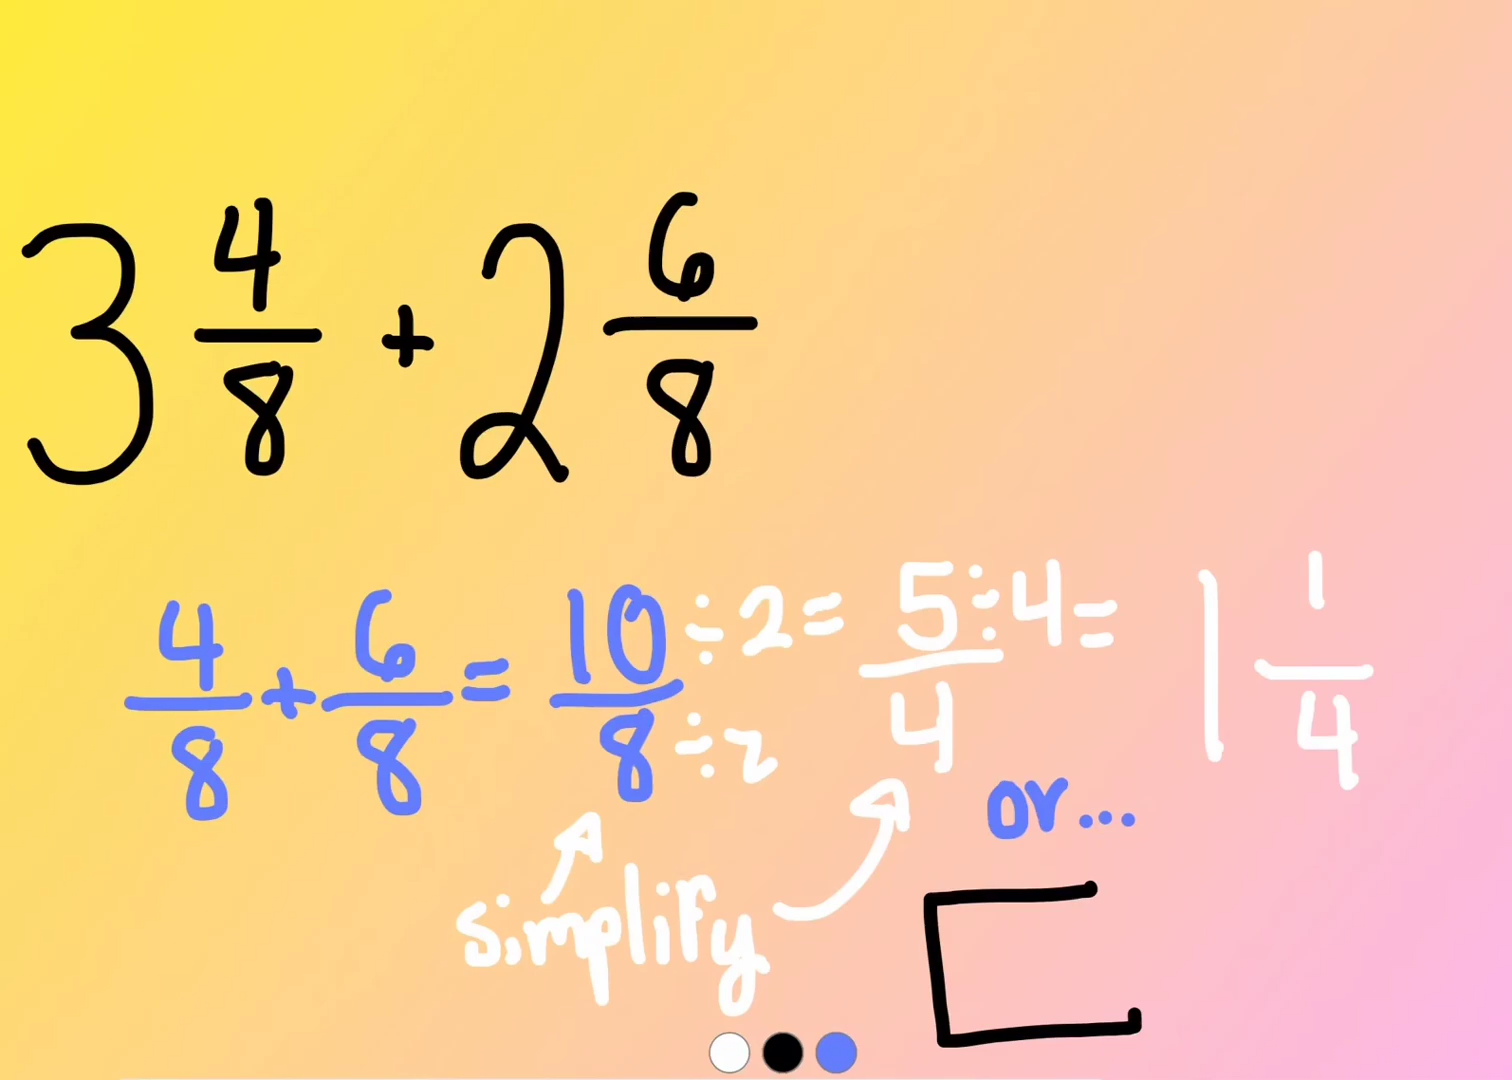 3 4/8 + 2 6/8
4/8 + 6/8 = 10/8 ÷2 ÷2 = 5/4 ÷4 = 1 1/4
or...
simplify